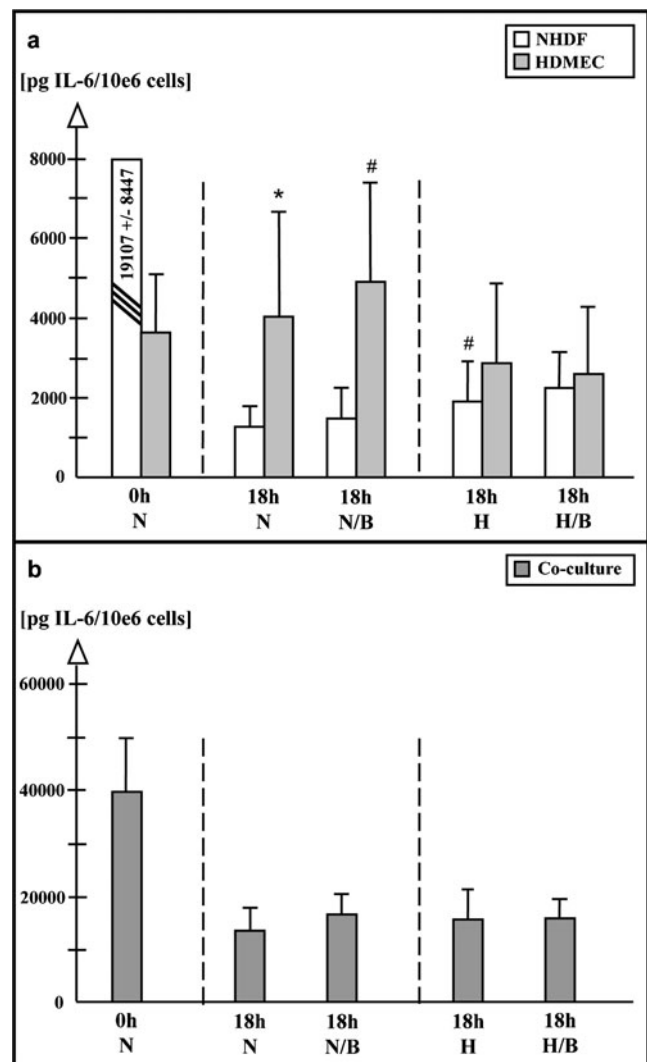 a
NHDF
HDMEC
[pg IL-6/10e6 cells]
8000
6000
4000
2000
0
19107 +/- 8447
*
#
#
0h 18h 18h 18h 18h
N N N/B H H/B
b
Co-culture
[pg IL-6/10e6 cells]
60000
40000
20000
0
0h 18h 18h 18h 18h
N N N/B H H/B